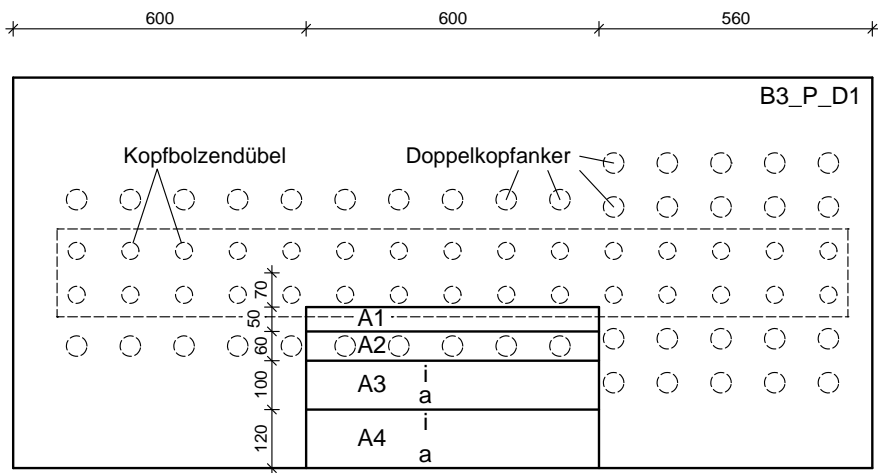 600 600 560
B3_P_D1
Kopfbolzendübel Doppelkopfanker
70
50 A1
60 A2
100 A3 i
a
120 A4 i
a